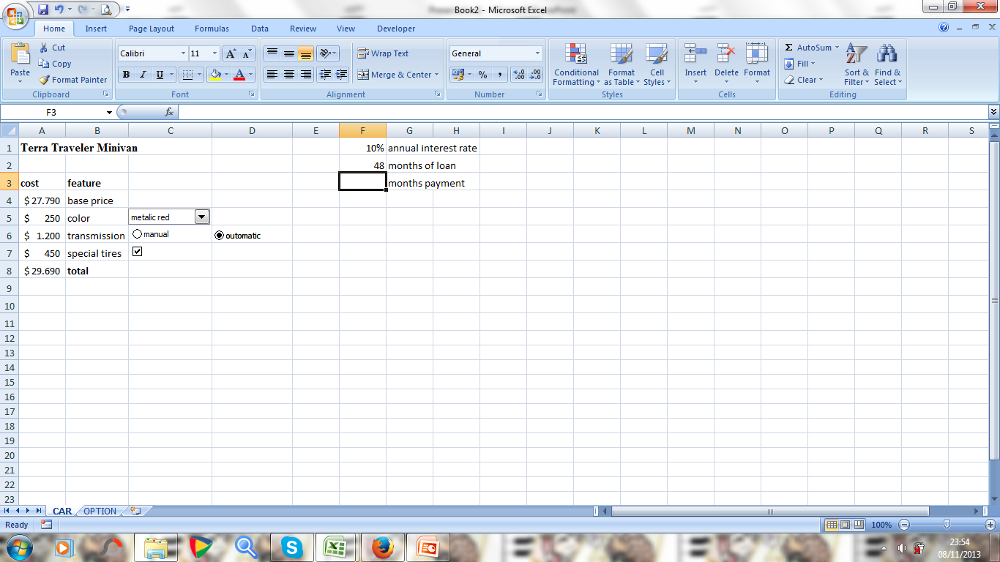 Book2 - Microsoft Excel
Home Insert Page Layout Formulas Data Review View Developer
Paste Cut Copy Format Painter Clipboard
Calibri 11 B I U Font
Wrap Text Merge & Center Alignment
General % , Number
Conditional Formatting Format as Table Cell Styles Styles
Insert Delete Format Cells
Σ AutoSum Fill Clear Sort & Filter Find & Select Editing
F3 fx
A B C D E F G H I J K L M N O P Q R S
1 Terra Traveler Minivan 10% annual interest rate
2 48 months of loan
3 cost feature months payment
4 $ 27.790 base price
5 $ 250 color metalic red
6 $ 1.200 transmission manual outomatic
7 $ 450 special tires
8 $ 29.690 total
9
10
11
12
13
14
15
16
17
18
19
20
21
22
23
CAR OPTION
Ready 100%
23:54
08/11/2013